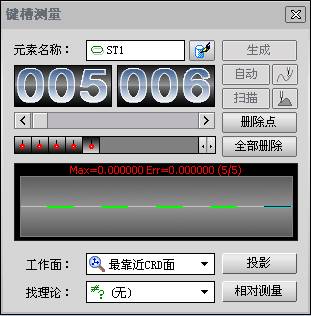 键槽测量
元素名称: ST1 生成
005 006 自动
扫描
删除点
全部删除
Max=0.000000 Err=0.000000 (5/5)
工作面: 最靠近CRD面 投影
找理论: (无) 相对测量